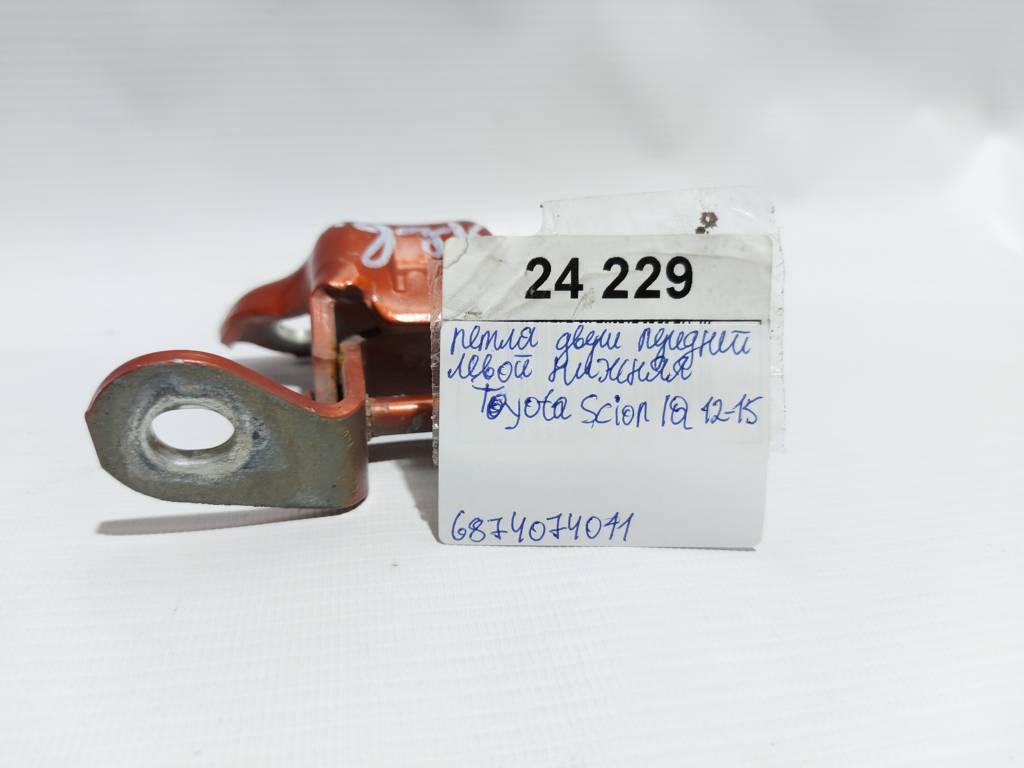 24 229
петля двери передней
левой нижняя
Toyota Scion IQ 12-15
6874074011